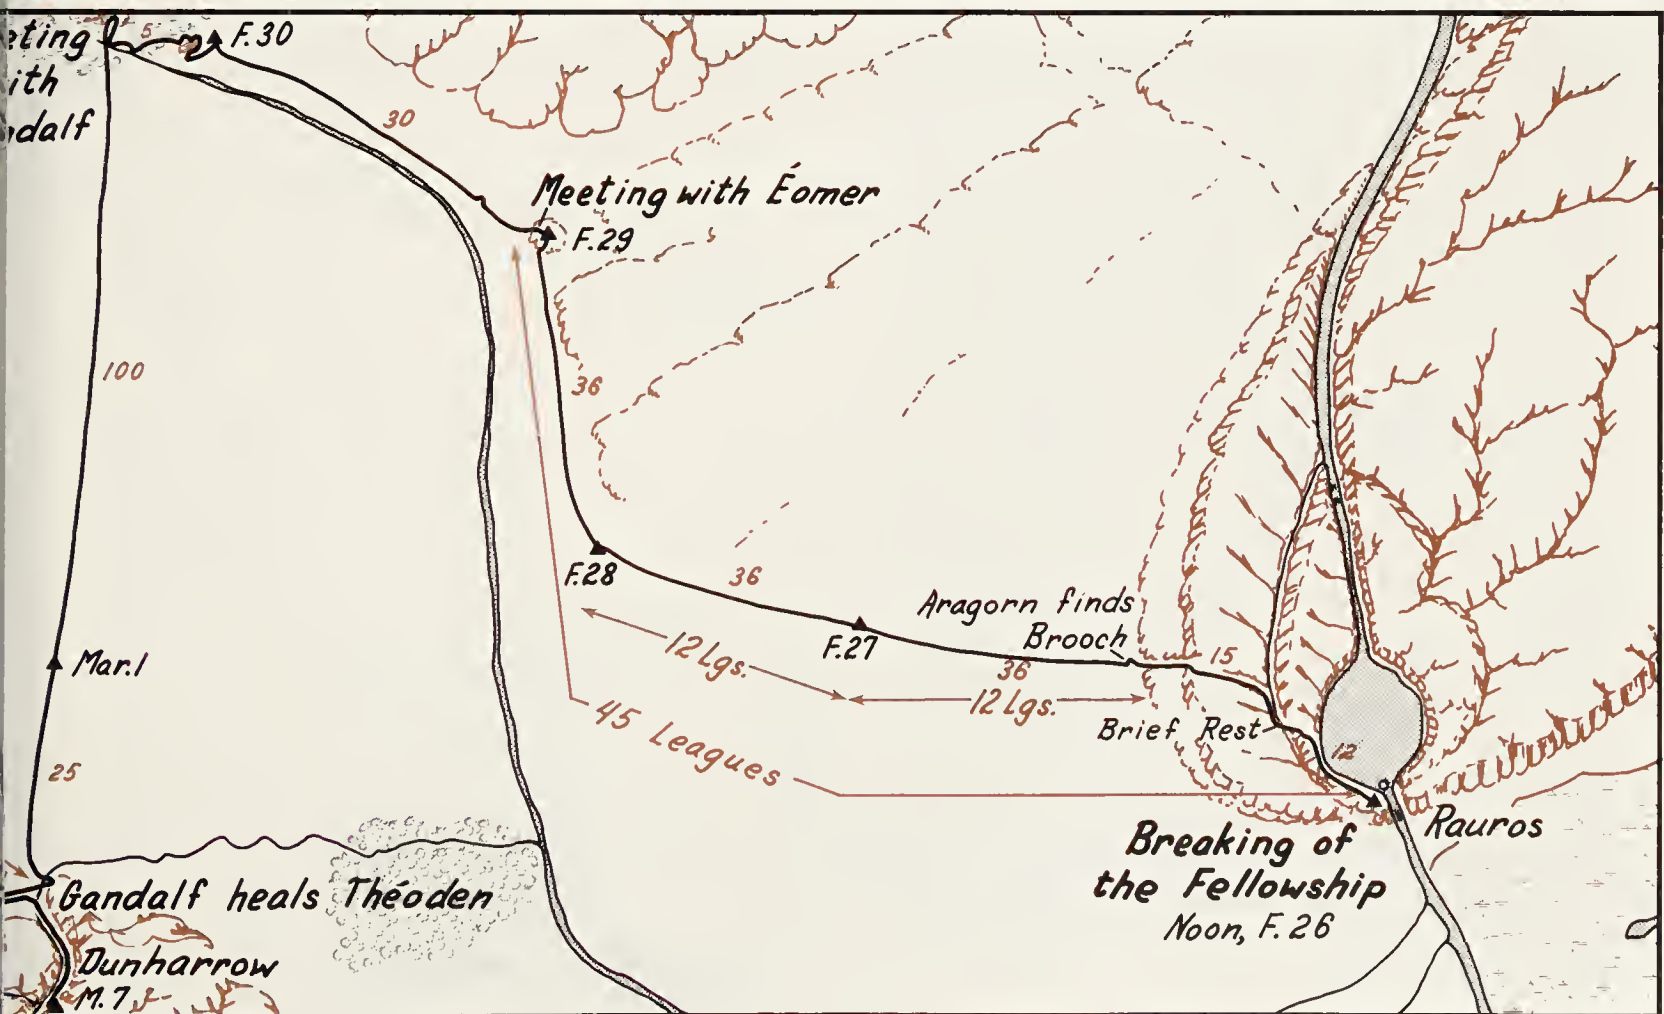 5
F.30
ith
30
Meeting with Éomer
F.29
100
36
F.28
36
Aragorn finds
Brooch
F.27
12 Lgs.
36
15
12 Lgs.
Mar.1
45 Leagues
Brief Rest
12
25
Rauros
Breaking of
the Fellowship
Noon, F.26
Gandalf heals Théoden
Dunharrow
M.7